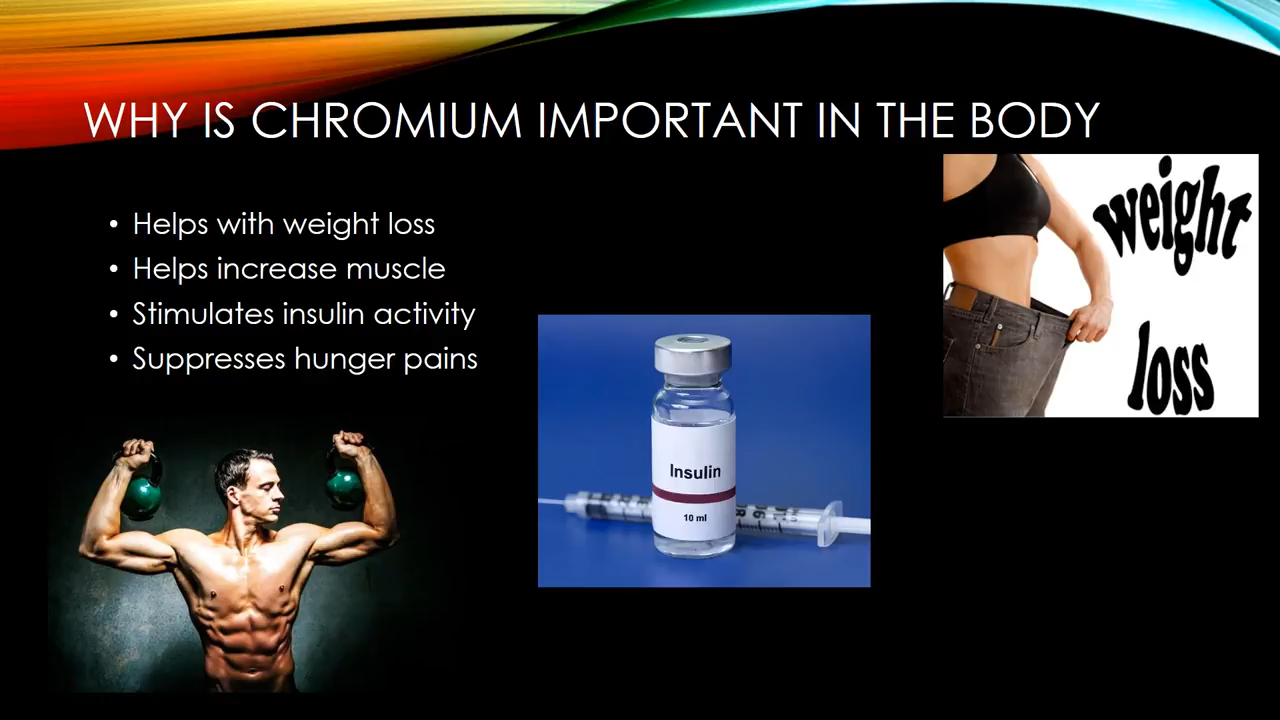 WHY IS CHROMIUM IMPORTANT IN THE BODY
• Helps with weight loss
• Helps increase muscle
• Stimulates insulin activity
• Suppresses hunger pains
weight
loss
Insulin
10 ml